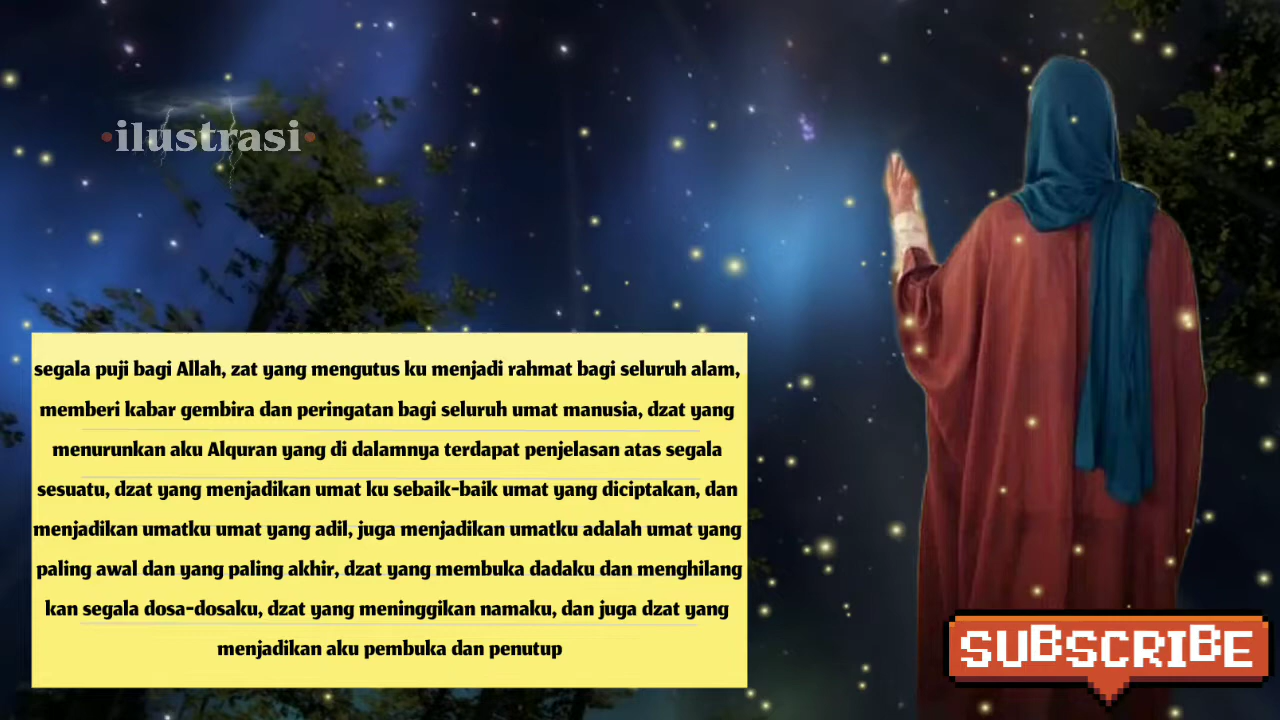 •ilustrasi•
segala puji bagi Allah, zat yang mengutus ku menjadi rahmat bagi seluruh alam,
memberi kabar gembira dan peringatan bagi seluruh umat manusia, dzat yang
menurunkan aku Alquran yang di dalamnya terdapat penjelasan atas segala
sesuatu, dzat yang menjadikan umat ku sebaik-baik umat yang diciptakan, dan
menjadikan umatku umat yang adil, juga menjadikan umatku adalah umat yang
paling awal dan yang paling akhir, dzat yang membuka dadaku dan menghilang
kan segala dosa-dosaku, dzat yang meninggikan namaku, dan juga dzat yang
menjadikan aku pembuka dan penutup
SUBSCRIBE